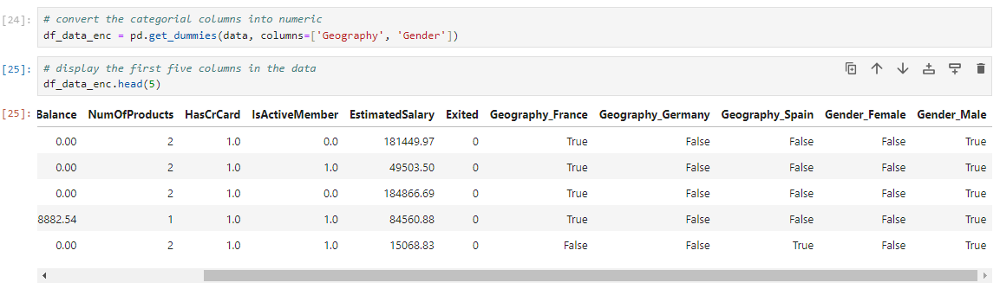 [24]: # convert the categorial columns into numeric
df_data_enc = pd.get_dummies(data, columns=['Geography', 'Gender'])
[25]: # display the first five columns in the data
df_data_enc.head(5)
[25]: Balance NumOfProducts HasCrCard IsActiveMember EstimatedSalary Exited Geography_France Geography_Germany Geography_Spain Gender_Female Gender_Male
0.00 2 1.0 0.0 181449.97 0 True False False False True
0.00 2 1.0 1.0 49503.50 0 True False False False True
0.00 2 1.0 0.0 184866.69 0 True False False False True
8882.54 1 1.0 1.0 84560.88 0 True False False False True
0.00 2 1.0 1.0 15068.83 0 False False True False True